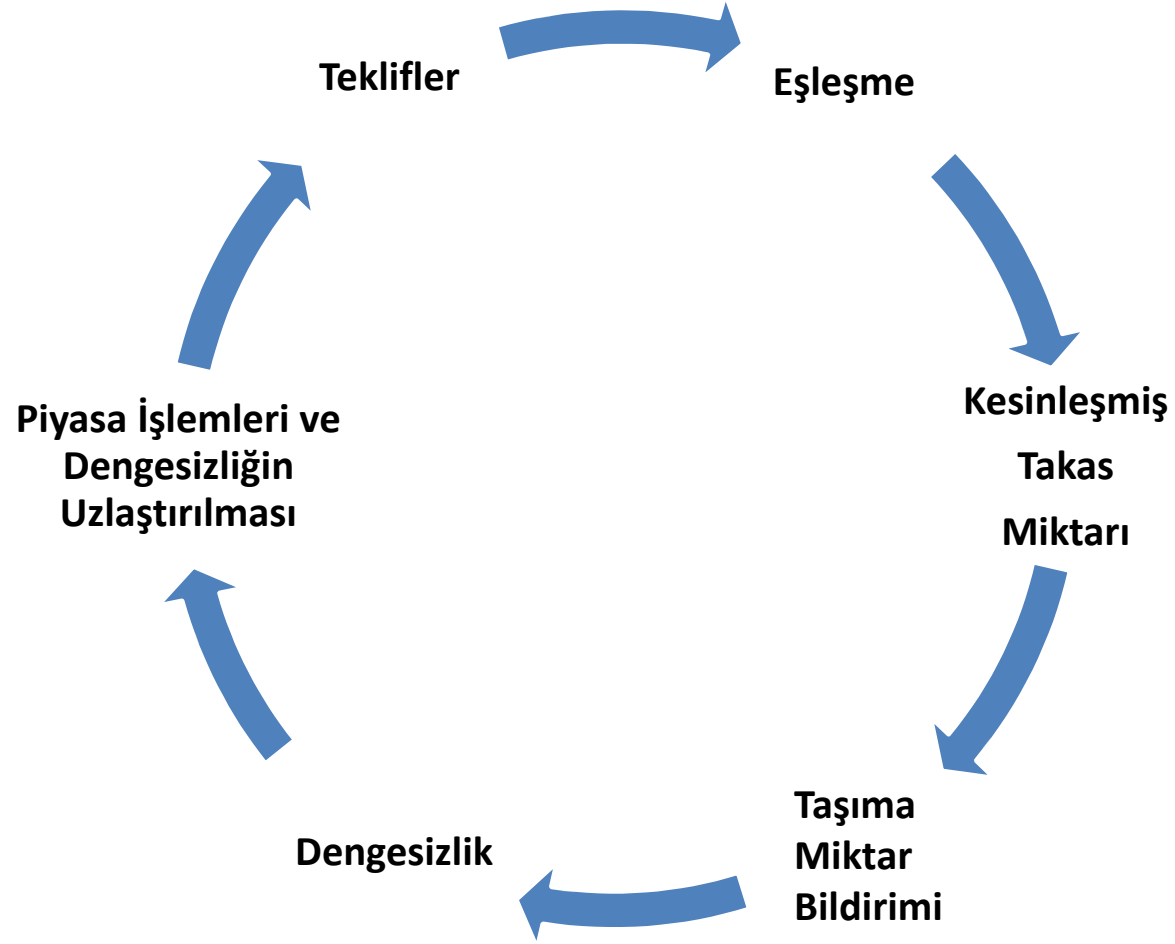 Teklifler
Eşleşme
Kesinleşmiş
Takas
Miktarı
Taşıma
Miktar
Bildirimi
Dengesizlik
Piyasa İşlemleri ve
Dengesizliğin
Uzlaştırılması